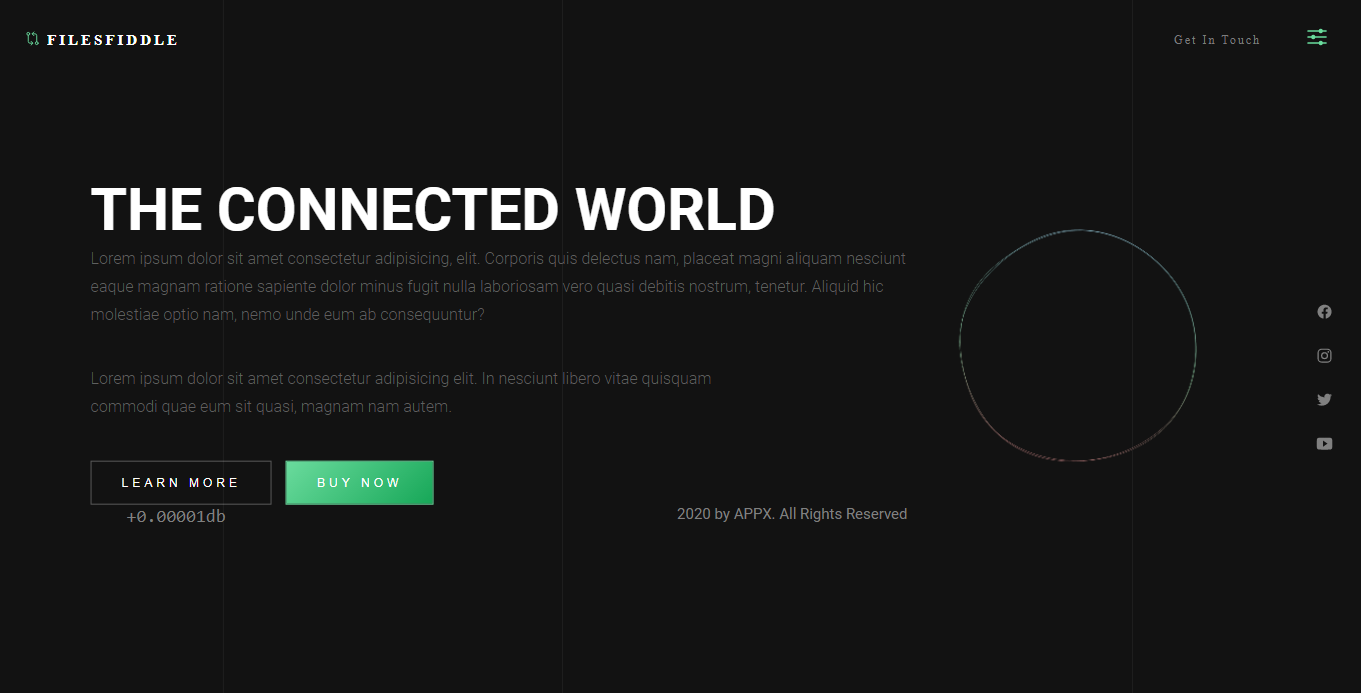 FILESFIDDLE
Get In Touch
THE CONNECTED WORLD
Lorem ipsum dolor sit amet consectetur adipisicing, elit. Corporis quis delectus nam, placeat magni aliquam nesciunt
eaque magnam ratione sapiente dolor minus fugit nulla laboriosam vero quasi debitis nostrum, tenetur. Aliquid hic
molestiae optio nam, nemo unde eum ab consequuntur?
Lorem ipsum dolor sit amet consectetur adipisicing elit. In nesciunt libero vitae quisquam
commodi quae eum sit quasi, magnam nam autem.
LEARN MORE
BUY NOW
+0.00001db
2020 by APPX. All Rights Reserved